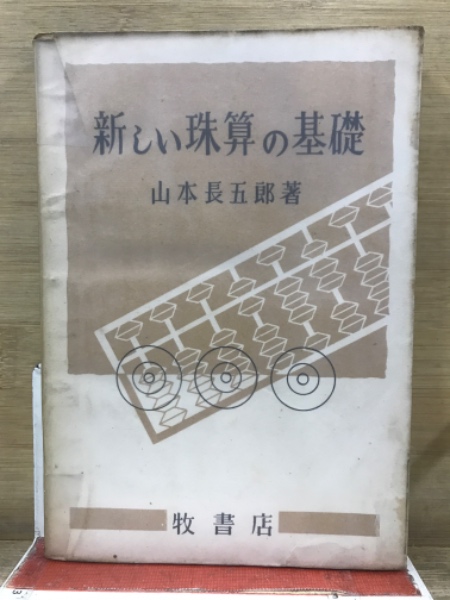 新しい珠算の基礎
山本長五郎著
牧書店